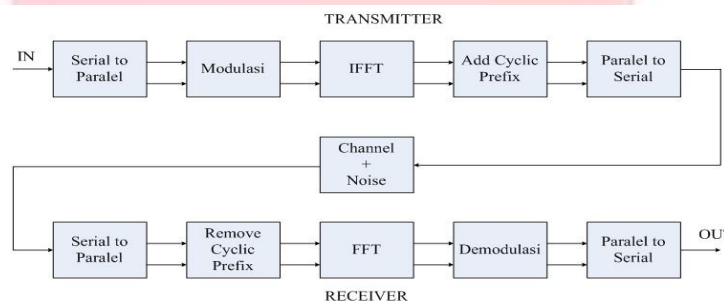 TRANSMITTER
IN
Serial to
Paralel
Modulasi
IFFT
Add Cyclic
Prefix
Paralel to
Serial
Channel
+
Noise
Serial to
Paralel
Remove
Cyclic
Prefix
FFT
Demodulasi
Paralel to
Serial
OU
RECEIVER